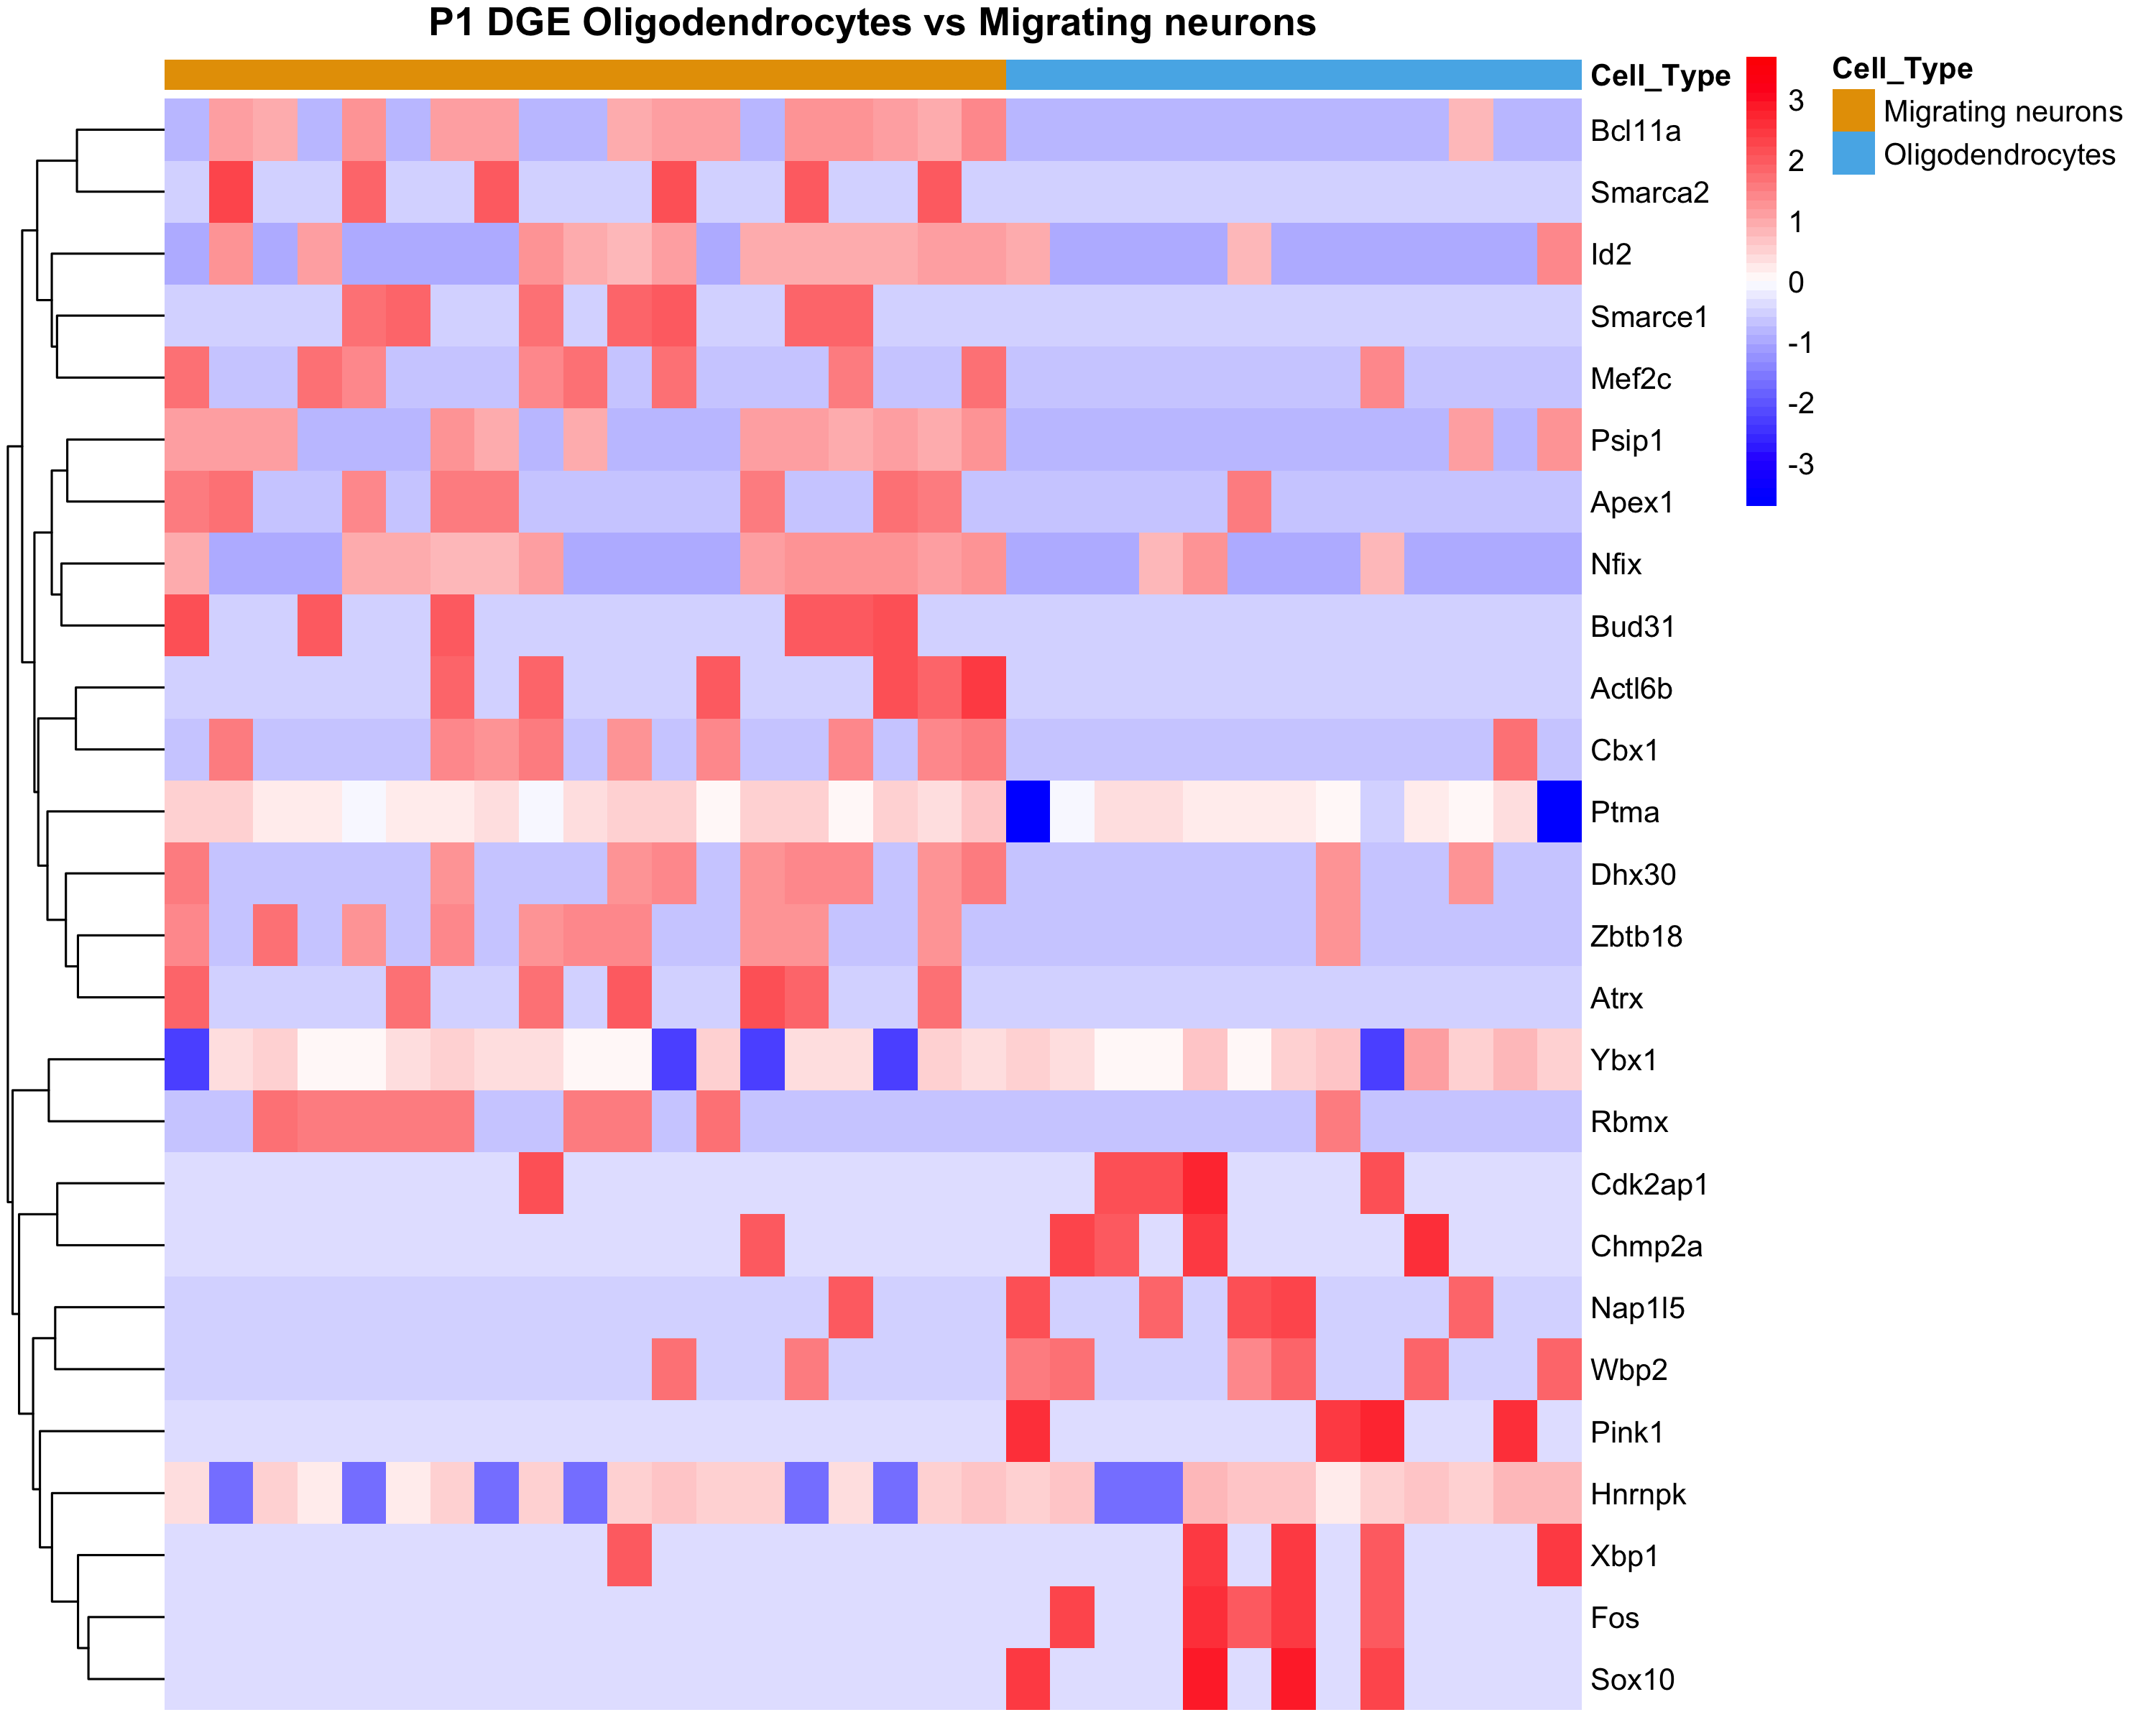 P1 DGE Oligodendrocytes vs Migrating neurons
Cell_Type
Bcl11a
Smarca2
Id2
Smarce1
Mef2c
Psip1
Apex1
Nfix
Bud31
Actl6b
Cbx1
Ptma
Dhx30
Zbtb18
Atrx
Ybx1
Rbmx
Cdk2ap1
Chmp2a
Nap1l5
Wbp2
Pink1
Hnrnpk
Xbp1
Fos
Sox10
3
2
1
0
-1
-2
-3
Cell_Type
Migrating neurons
Oligodendrocytes